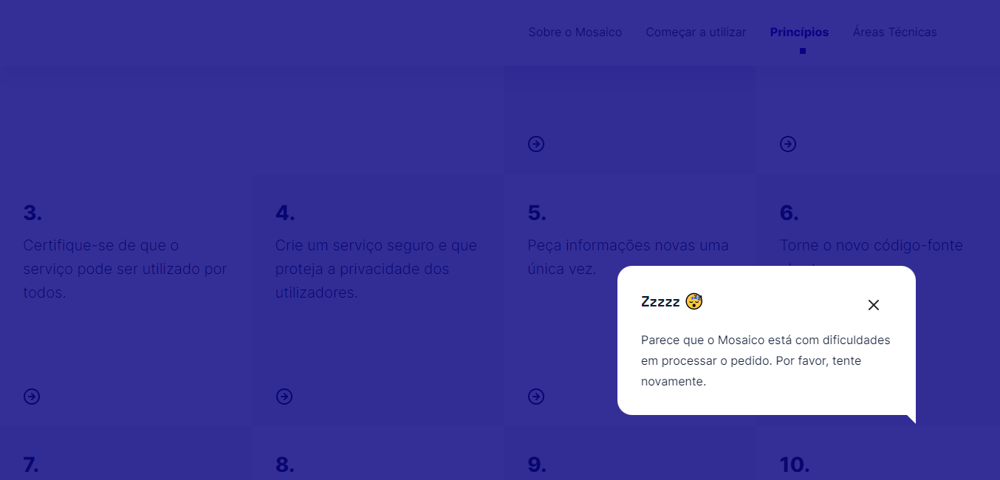 Sobre o Mosaico Começar a utilizar Princípios Áreas Técnicas
3.
Certifique-se de que o
serviço pode ser utilizado por
todos.
4.
Crie um serviço seguro e que
proteja a privacidade dos
utilizadores.
5.
Peça informações novas uma
única vez.
6.
Torne o novo código-fonte
Zzzzz 😴
Parece que o Mosaico está com dificuldades
em processar o pedido. Por favor, tente
novamente.
7.
8.
9.
10.